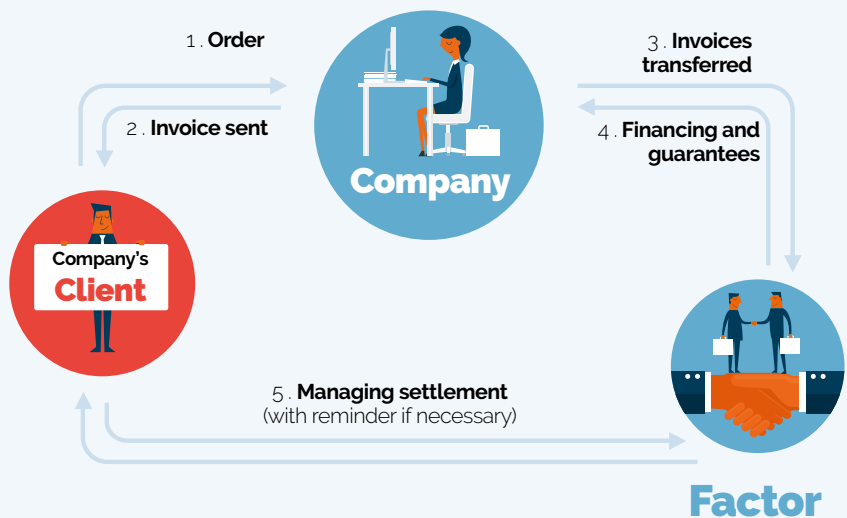 1 . Order
2 . Invoice sent
Company
3 . Invoices
transferred
4 . Financing and
guarantees
Company's
Client
5 . Managing settlement
(with reminder if necessary)
Factor